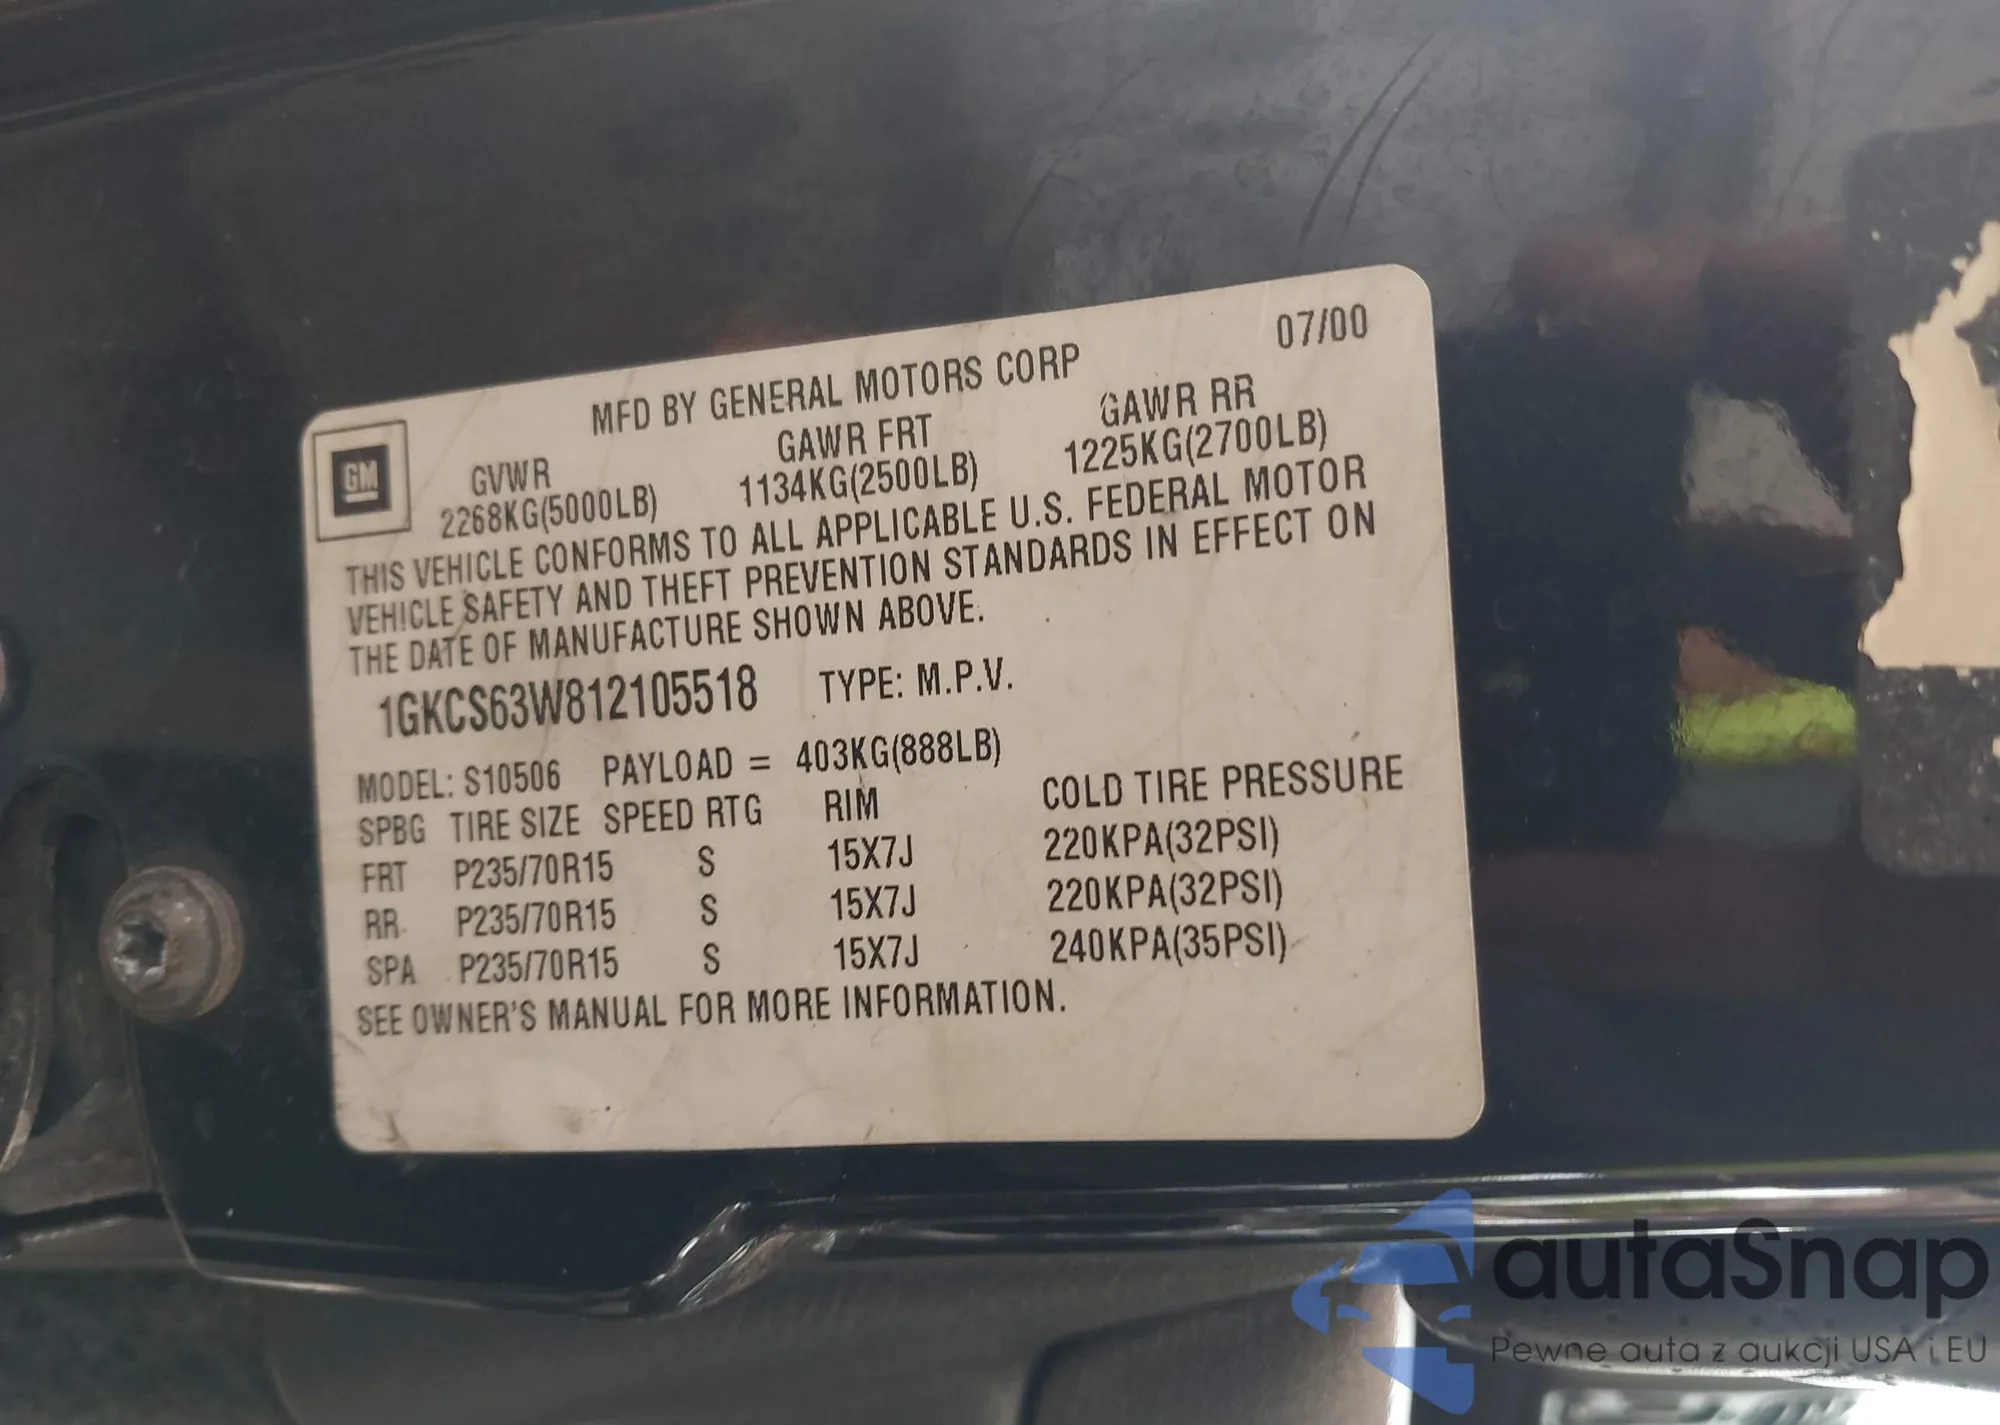 07/00
MFD BY GENERAL MOTORS CORP
GM
GVWR GAWR FRT GAWR RR
2268KG(5000LB) 1134KG(2500LB) 1225KG(2700LB)
THIS VEHICLE CONFORMS TO ALL APPLICABLE U.S. FEDERAL MOTOR
VEHICLE SAFETY AND THEFT PREVENTION STANDARDS IN EFFECT ON
THE DATE OF MANUFACTURE SHOWN ABOVE.
1GKCS63W812105518 TYPE: M.P.V.
MODEL: S10506 PAYLOAD = 403KG(888LB)
SPBG TIRE SIZE SPEED RTG RIM COLD TIRE PRESSURE
FRT P235/70R15 S 15X7J 220KPA(32PSI)
RR P235/70R15 S 15X7J 220KPA(32PSI)
SPA P235/70R15 S 15X7J 240KPA(35PSI)
SEE OWNER'S MANUAL FOR MORE INFORMATION.
autaSnap
Pewne auta z aukcji USA i EU